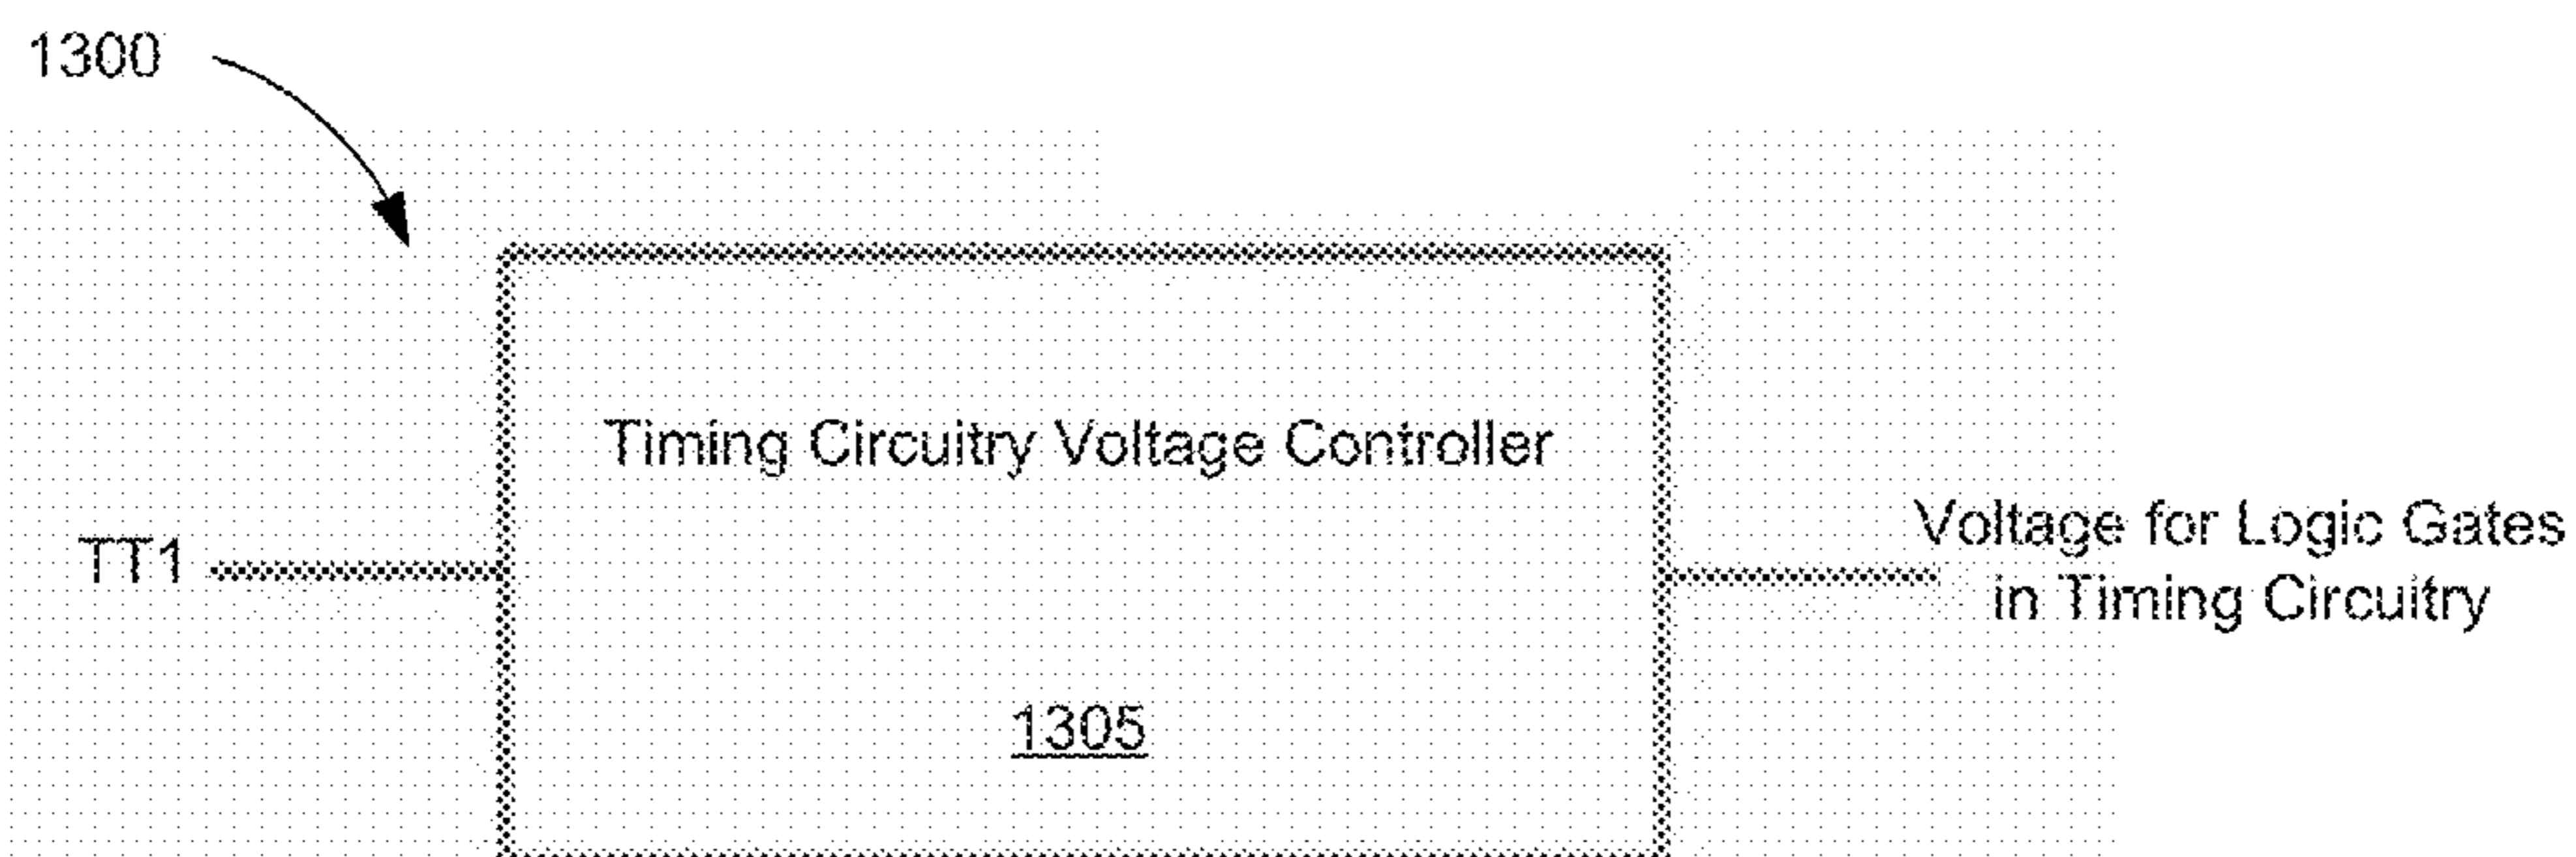 1300
Timing Circuitry Voltage Controller
TT1
Voltage for Logic Gates
in Timing Circuitry
1305